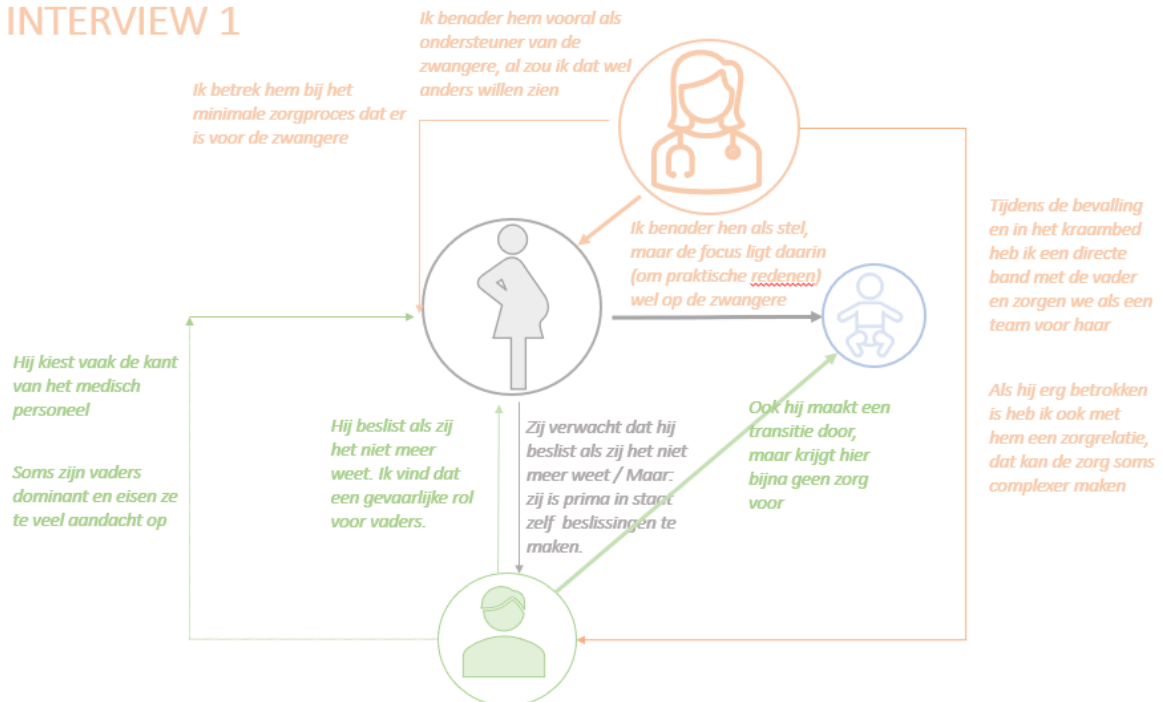 INTERVIEW 1
Ik benader hem vooral als
ondersteuner van de
zwangere, al zou ik dat wel
anders willen zien
Ik betrek hem bij het
minimale zorgproces dat er
is voor de zwangere
Ik benader hen als stel,
maar de focus ligt daarin
(om praktische redenen)
wel op de zwangere
Tijdens de bevalling
en in het kraambed
heb ik een directe
band met de vader
en zorgen we als een
team voor haar
Als hij erg betrokken
is heb ik ook met
hem een zorgrelatie,
dat kan de zorg soms
complexer maken
Hij kiest vaak de kant
van het medisch
personeel
Soms zijn vaders
dominant en eisen ze
te veel aandacht op
Hij beslist als zij
het niet meer
weet. Ik vind dat
een gevaarlijke rol
voor vaders.
Zij verwacht dat hij
beslist als zij het niet
meer weet / Maar:
zij is prima in staat
zelf beslissingen te
maken.
Ook hij maakt een
transitie door,
maar krijgt hier
bijna geen zorg
voor